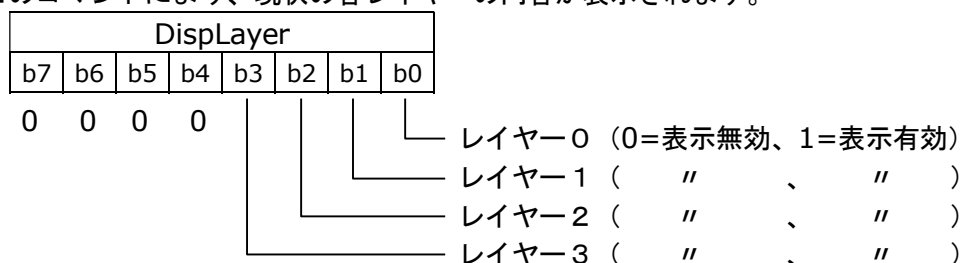 このコマンドにより、現状の各レイヤーの内容が表示されます。
DispLayer
b7 b6 b5 b4 b3 b2 b1 b0
0 0 0 0
レイヤー0（0=表示無効、1=表示有効）
レイヤー1（ 〃 、 〃 ）
レイヤー2（ 〃 、 〃 ）
レイヤー3（ 〃 、 〃 ）